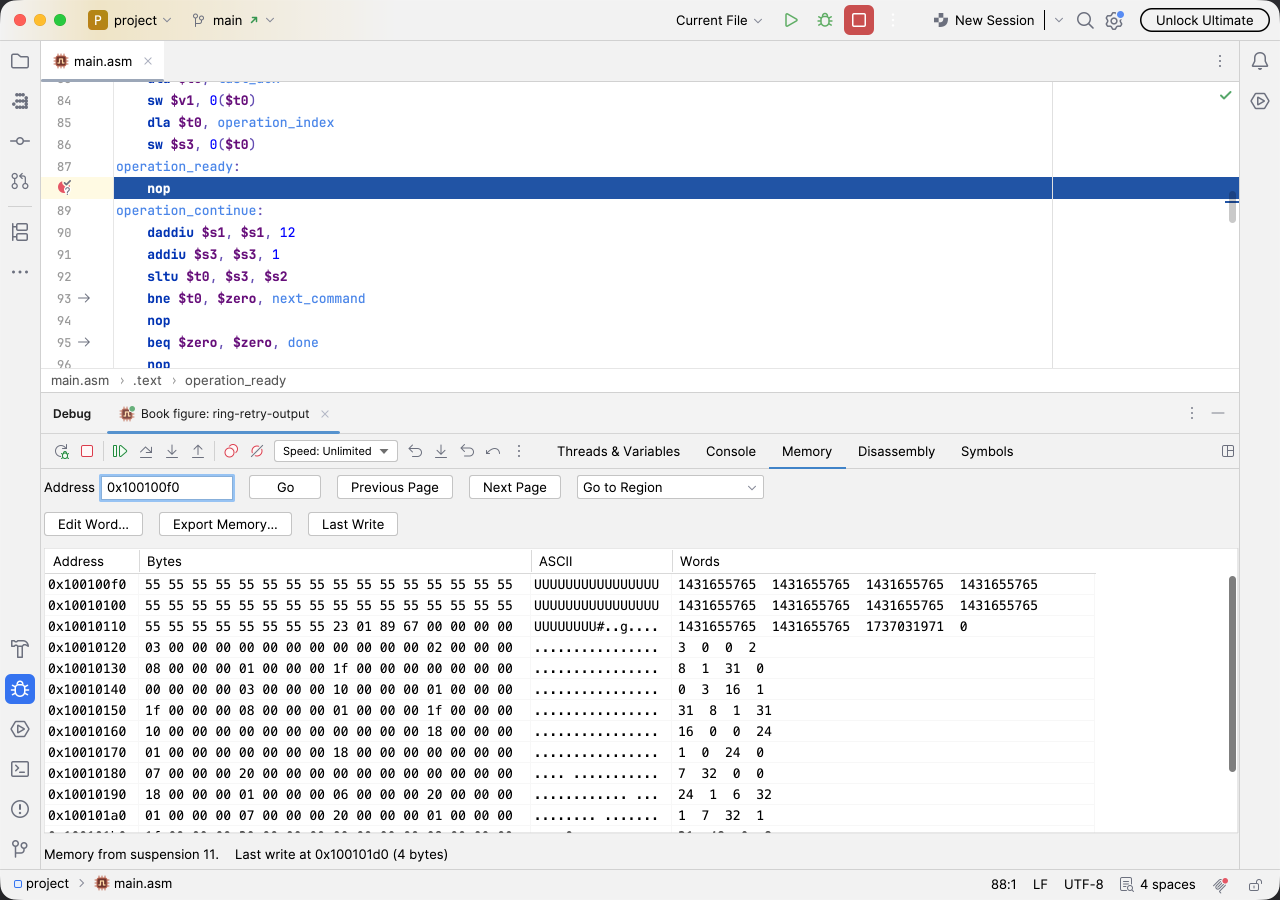 P project main Current File New Session Unlock Ultimate
main.asm
84 sw $v1, 0($t0)
85 dla $t0, operation_index
86 sw $s3, 0($t0)
87 operation_ready:
nop
89 operation_continue:
90 daddiu $s1, $s1, 12
91 addiu $s3, $s3, 1
92 sltu $t0, $s3, $s2
93 bne $t0, $zero, next_command
94 nop
95 beq $zero, $zero, done
96 nop
main.asm › .text › operation_ready
Debug Book figure: ring-retry-output
Speed: Unlimited Threads & Variables Console Memory Disassembly Symbols
Address 0x100100f0 Go Previous Page Next Page Go to Region
Edit Word... Export Memory... Last Write
Address Bytes ASCII Words
0x100100f0 55 55 55 55 55 55 55 55 55 55 55 55 55 55 55 55 UUUUUUUUUUUUUUUU 1431655765 1431655765 1431655765 1431655765
0x10010100 55 55 55 55 55 55 55 55 55 55 55 55 55 55 55 55 UUUUUUUUUUUUUUUU 1431655765 1431655765 1431655765 1431655765
0x10010110 55 55 55 55 55 55 55 55 23 01 89 67 00 00 00 00 UUUUUUUU#..g.... 1431655765 1431655765 1737031971 0
0x10010120 03 00 00 00 00 00 00 00 00 00 00 00 02 00 00 00 ................ 3 0 0 2
0x10010130 08 00 00 00 01 00 00 00 1f 00 00 00 00 00 00 00 ................ 8 1 31 0
0x10010140 00 00 00 00 03 00 00 00 10 00 00 00 01 00 00 00 ................ 0 3 16 1
0x10010150 1f 00 00 00 08 00 00 00 01 00 00 00 1f 00 00 00 ................ 31 8 1 31
0x10010160 10 00 00 00 00 00 00 00 00 00 00 00 18 00 00 00 ................ 16 0 0 24
0x10010170 01 00 00 00 00 00 00 00 18 00 00 00 00 00 00 00 ................ 1 0 24 0
0x10010180 07 00 00 00 20 00 00 00 00 00 00 00 00 00 00 00 .... ........... 7 32 0 0
0x10010190 18 00 00 00 01 00 00 00 06 00 00 00 20 00 00 00 ............ ... 24 1 6 32
0x100101a0 01 00 00 00 07 00 00 00 20 00 00 00 01 00 00 00 ........ ....... 1 7 32 1
Memory from suspension 11. Last write at 0x100101d0 (4 bytes)
project › main.asm 88:1 LF UTF-8 4 spaces